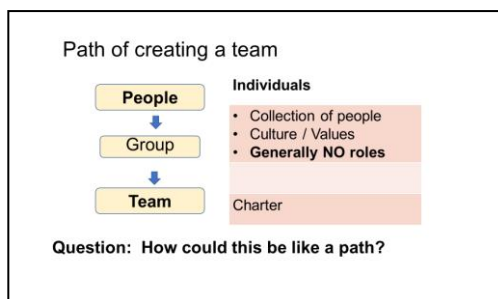 Path of creating a team
Individuals
People
• Collection of people
• Culture / Values
• Generally NO roles
Group
Team
Charter
Question: How could this be like a path?